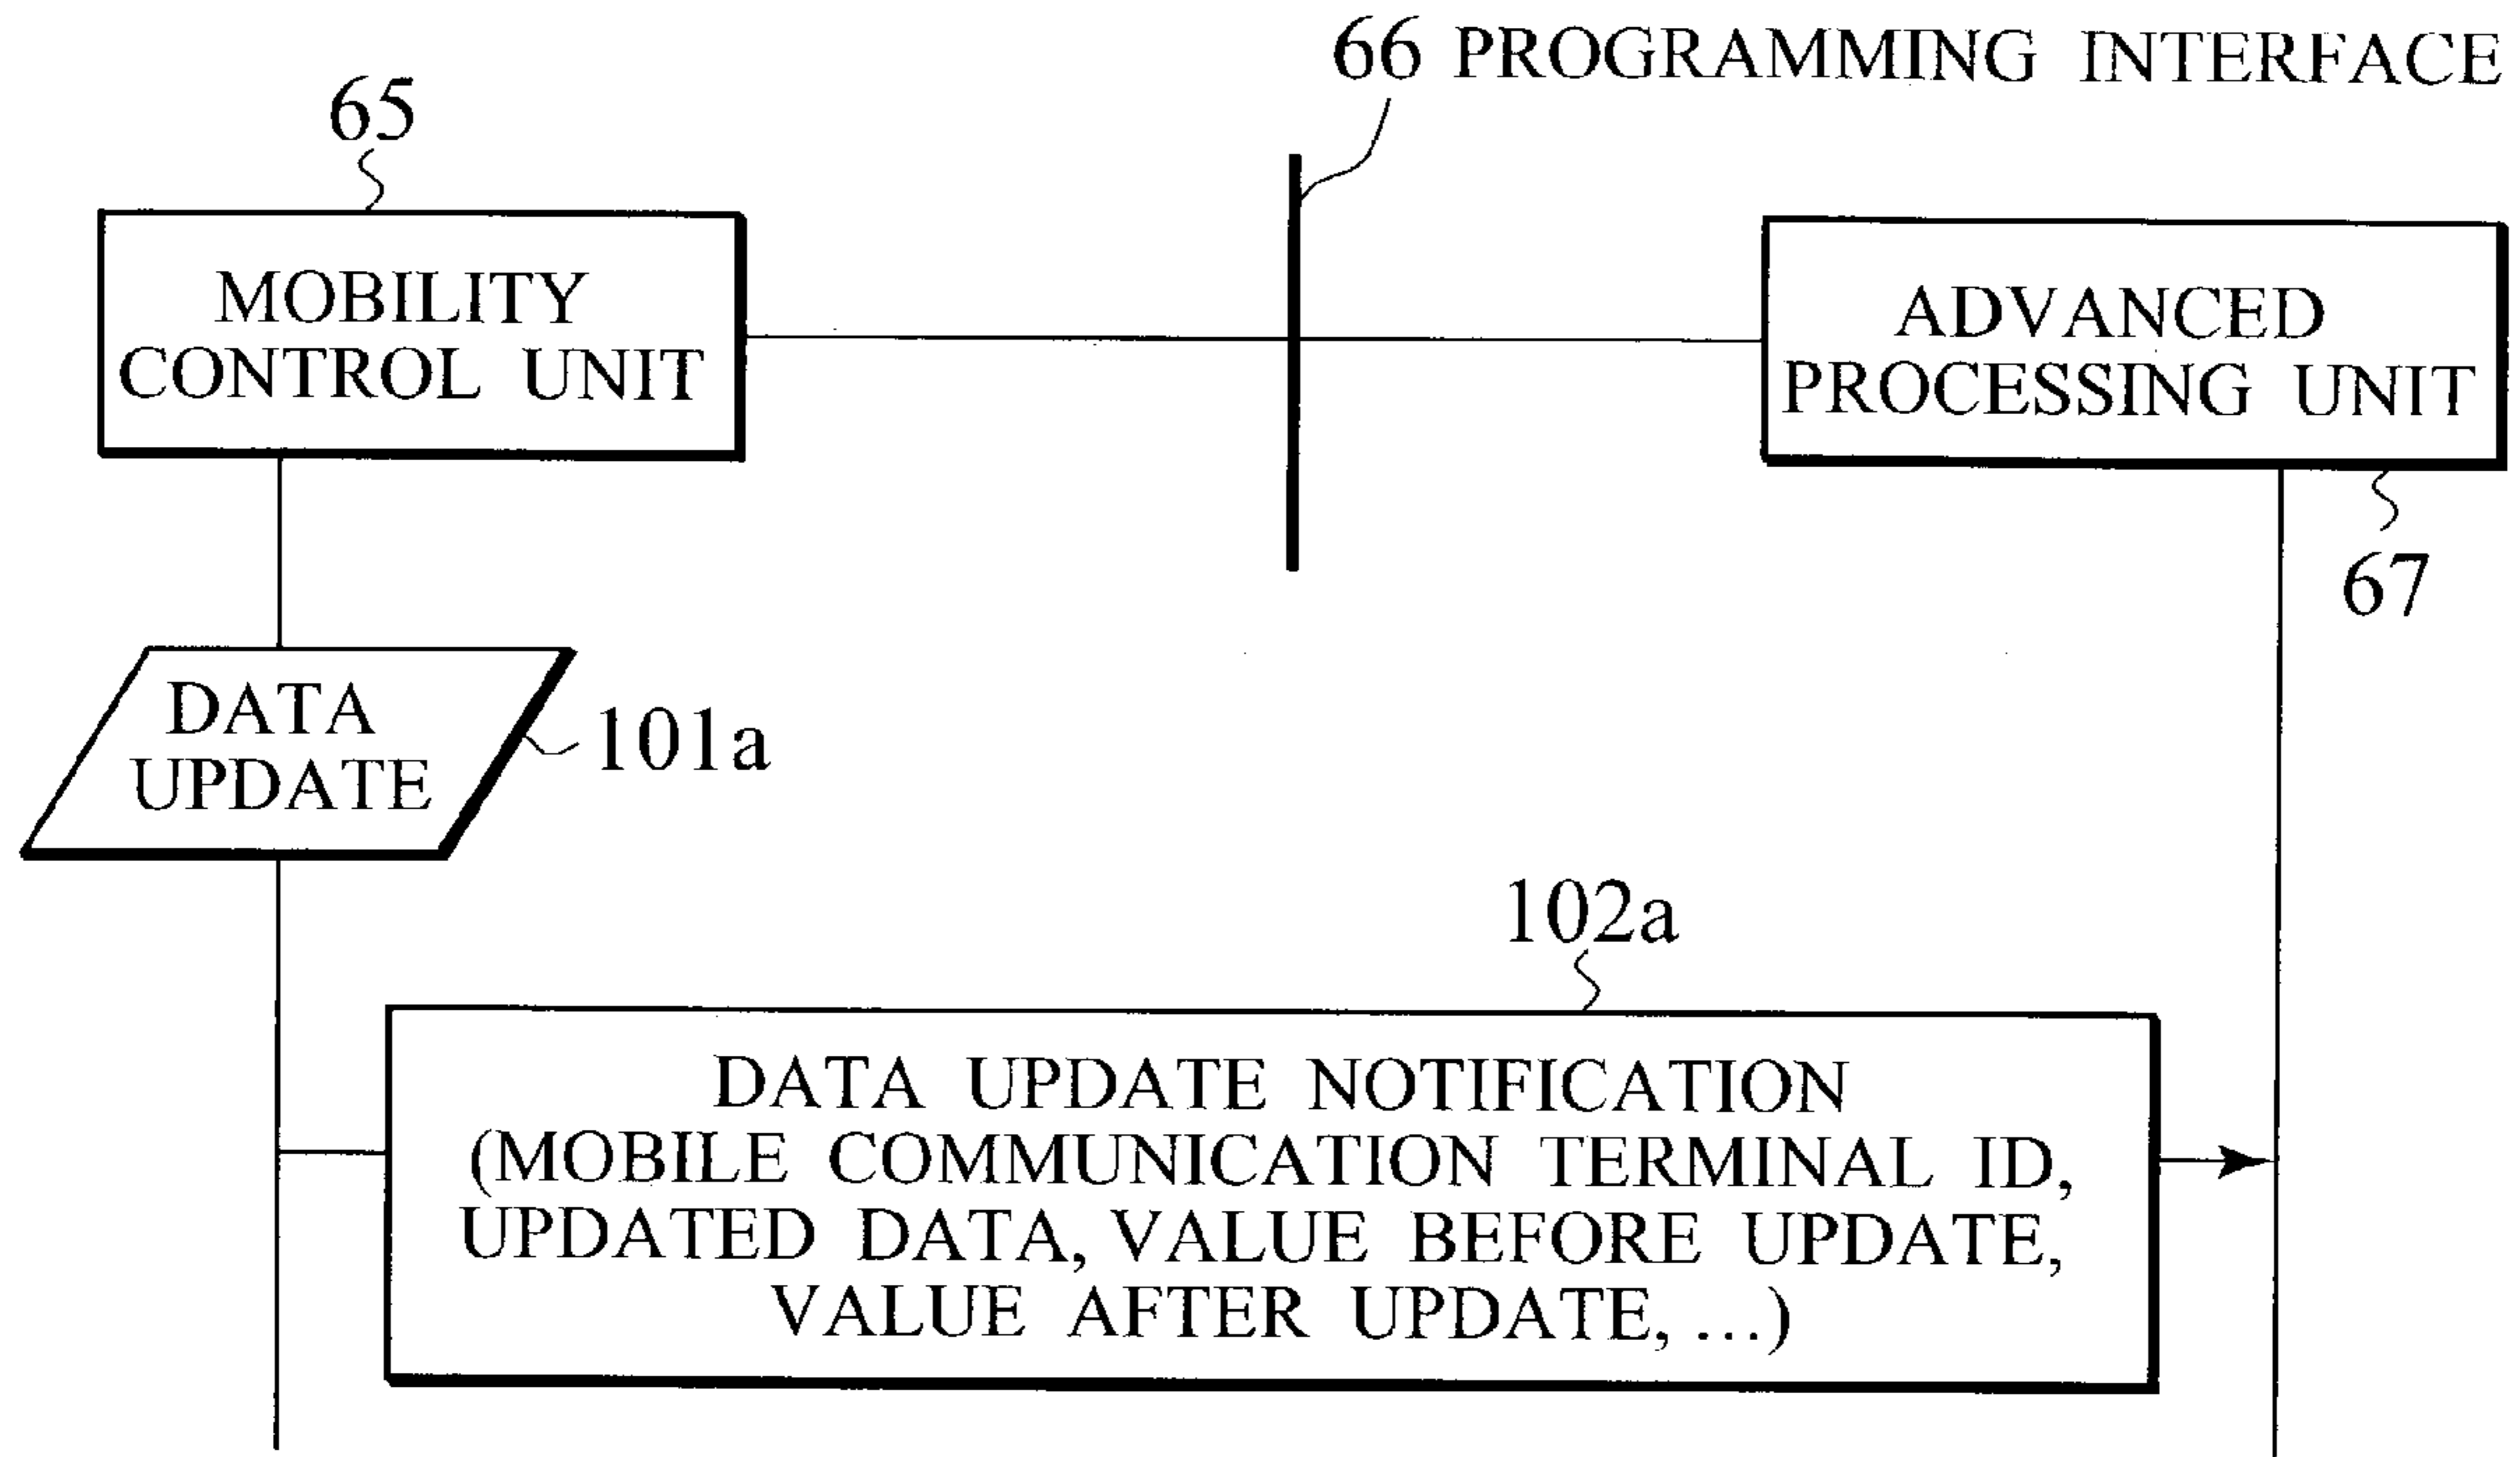 66 PROGRAMMING INTERFACE
65
MOBILITY
CONTROL UNIT
ADVANCED
PROCESSING UNIT
67
DATA
UPDATE
101a
102a
DATA UPDATE NOTIFICATION
(MOBILE COMMUNICATION TERMINAL ID,
UPDATED DATA, VALUE BEFORE UPDATE,
VALUE AFTER UPDATE, ...)